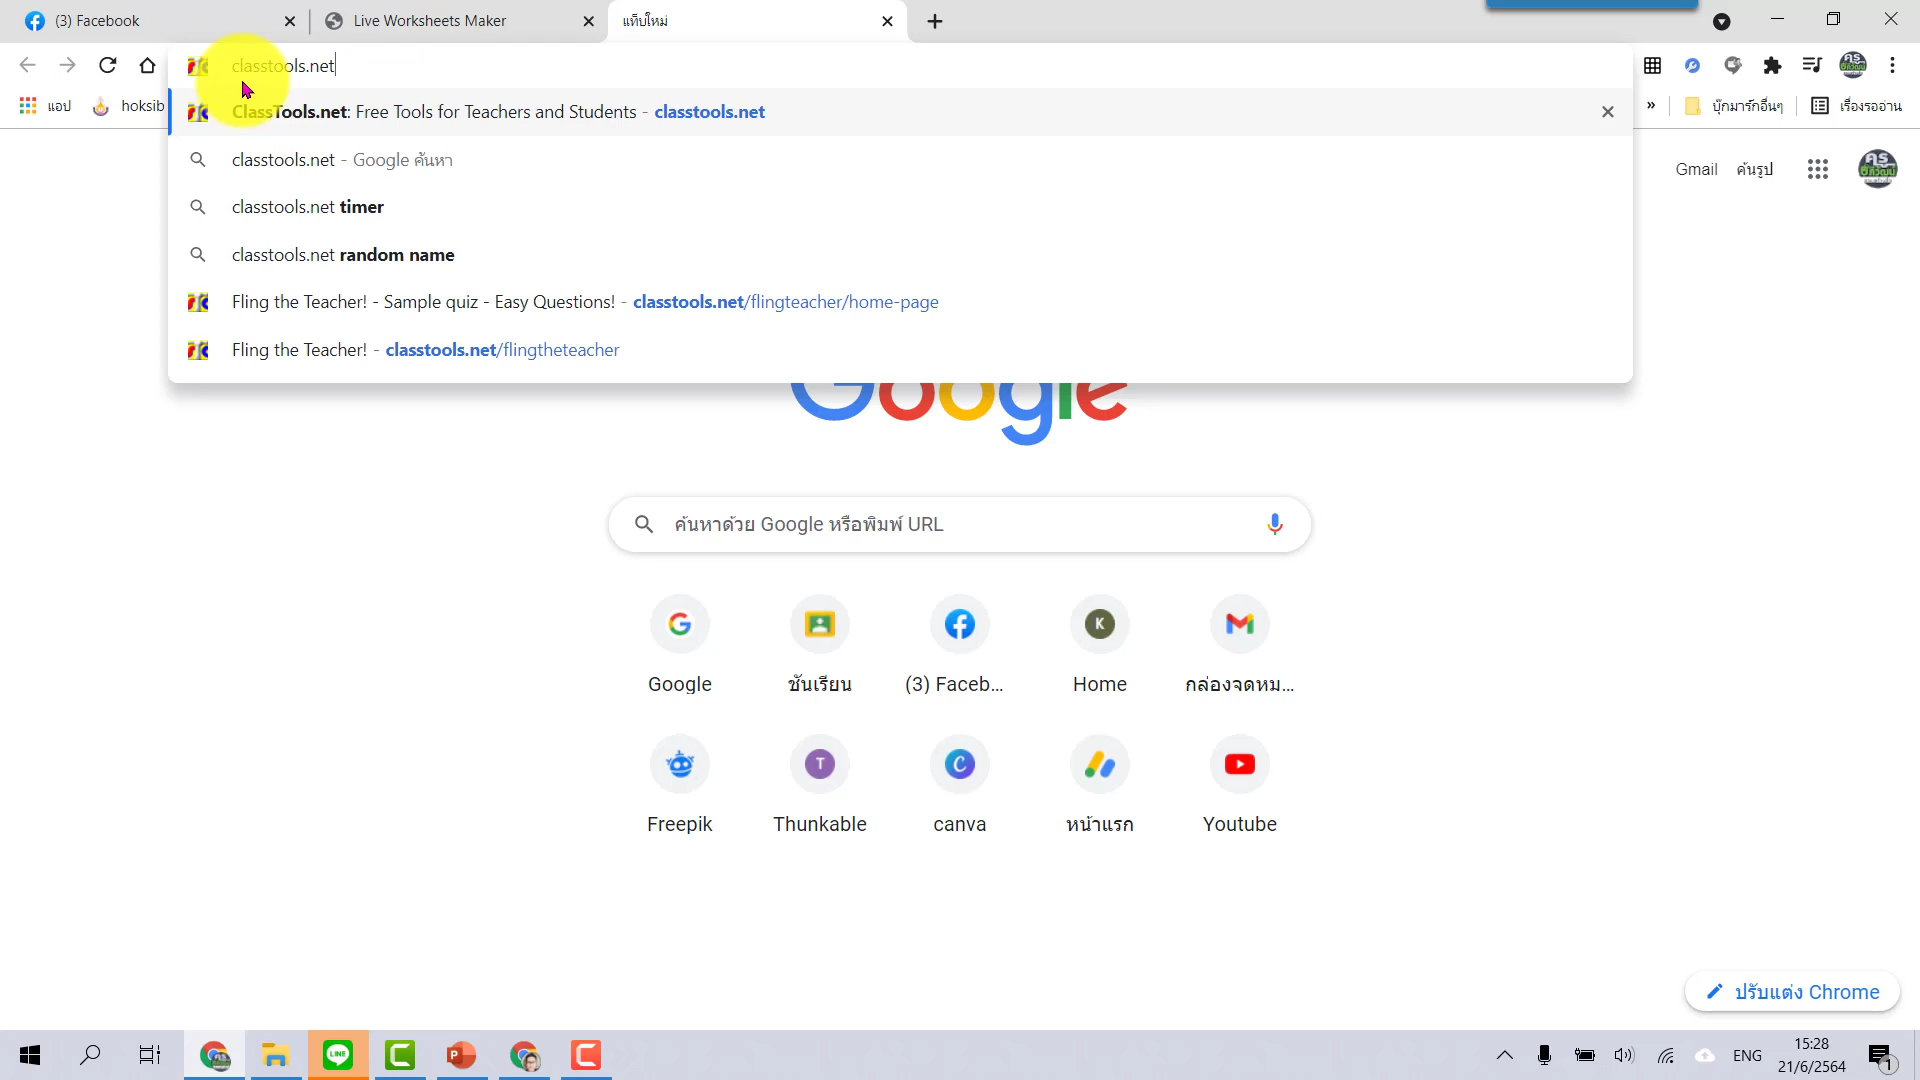 (3) Facebook
Live Worksheets Maker
แท็บใหม่
classtools.net
แอป
hoksib
ClassTools.net: Free Tools for Teachers and Students - classtools.net
บุ๊กมาร์กอื่นๆ
เรื่องรออ่าน
classtools.net - Google ค้นหา
classtools.net timer
classtools.net random name
Fling the Teacher! - Sample quiz - Easy Questions! - classtools.net/flingteacher/home-page
Fling the Teacher! - classtools.net/flingtheteacher
Gmail ค้นรูป
Google
ค้นหาด้วย Google หรือพิมพ์ URL
Google
ชั้นเรียน
(3) Faceb...
Home
กล่องจดหม...
Freepik
Thunkable
canva
หน้าแรก
Youtube
ปรับแต่ง Chrome
ENG
15:28
21/6/2564